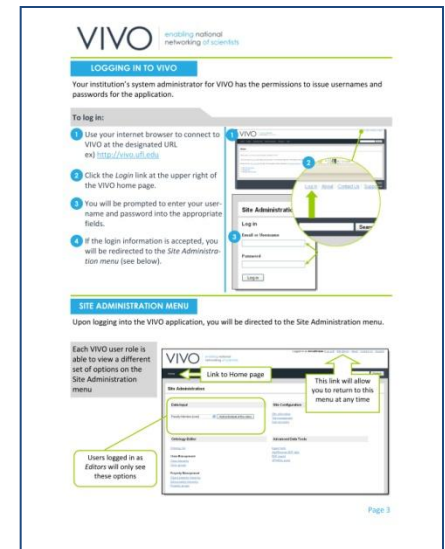 VIVO
enabling national
networking of scientists
LOGGING IN TO VIVO
Your institution's system administrator for VIVO has the permissions to issue usernames and
passwords for the application.
To log in:
1 Use your internet browser to connect to
VIVO at the designated URL
ex) http://vivo.ufl.edu
2 Click the Login link at the upper right of
the VIVO home page.
3 You will be prompted to enter your user-
name and password into the appropriate
fields.
4 If the login information is accepted, you
will be redirected to the Site Administra-
tion menu (see below).
1
2
Log in About Contact Us
Sear
3
Site Administratio
Log in
Email or Username
Password
Log in
SITE ADMINISTRATION MENU
Upon logging into the VIVO application, you will be directed to the Site Administration menu.
Each VIVO user role
is able to view a different
set of options on the
Site Administration
menu
VIVO
Link to Home page
This link will allow
you to return to this
menu at any time
Site Administration
Data Input
Site Configuration
Ontology Editor
Advanced Data Tools
Users logged in as
Editors will only see
these options
Page 3